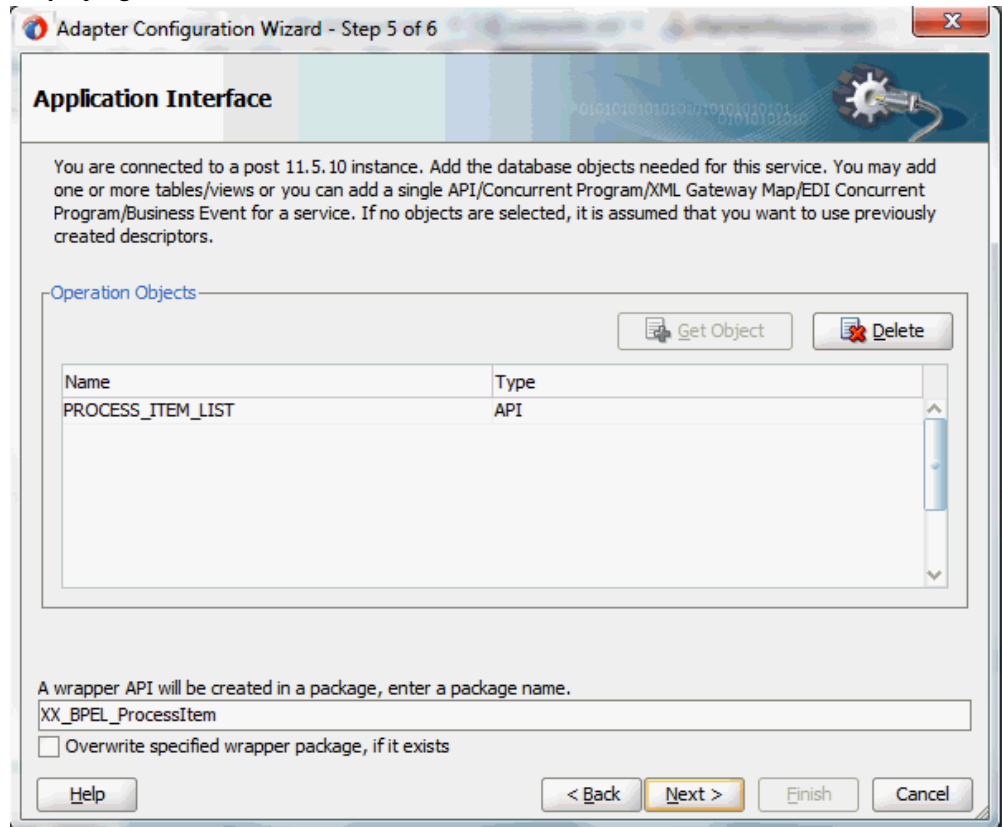 Adapter Configuration Wizard - Step 5 of 6
X
Application Interface
You are connected to a post 11.5.10 instance. Add the database objects needed for this service. You may add
one or more tables/views or you can add a single API/Concurrent Program/XML Gateway Map/EDI Concurrent
Program/Business Event for a service. If no objects are selected, it is assumed that you want to use previously
created descriptors.
Operation Objects
Get Object Delete
Name Type
PROCESS_ITEM_LIST API
A wrapper API will be created in a package, enter a package name.
XX_BPEL_ProcessItem
Overwrite specified wrapper package, if it exists
Help < Back Next > Finish Cancel